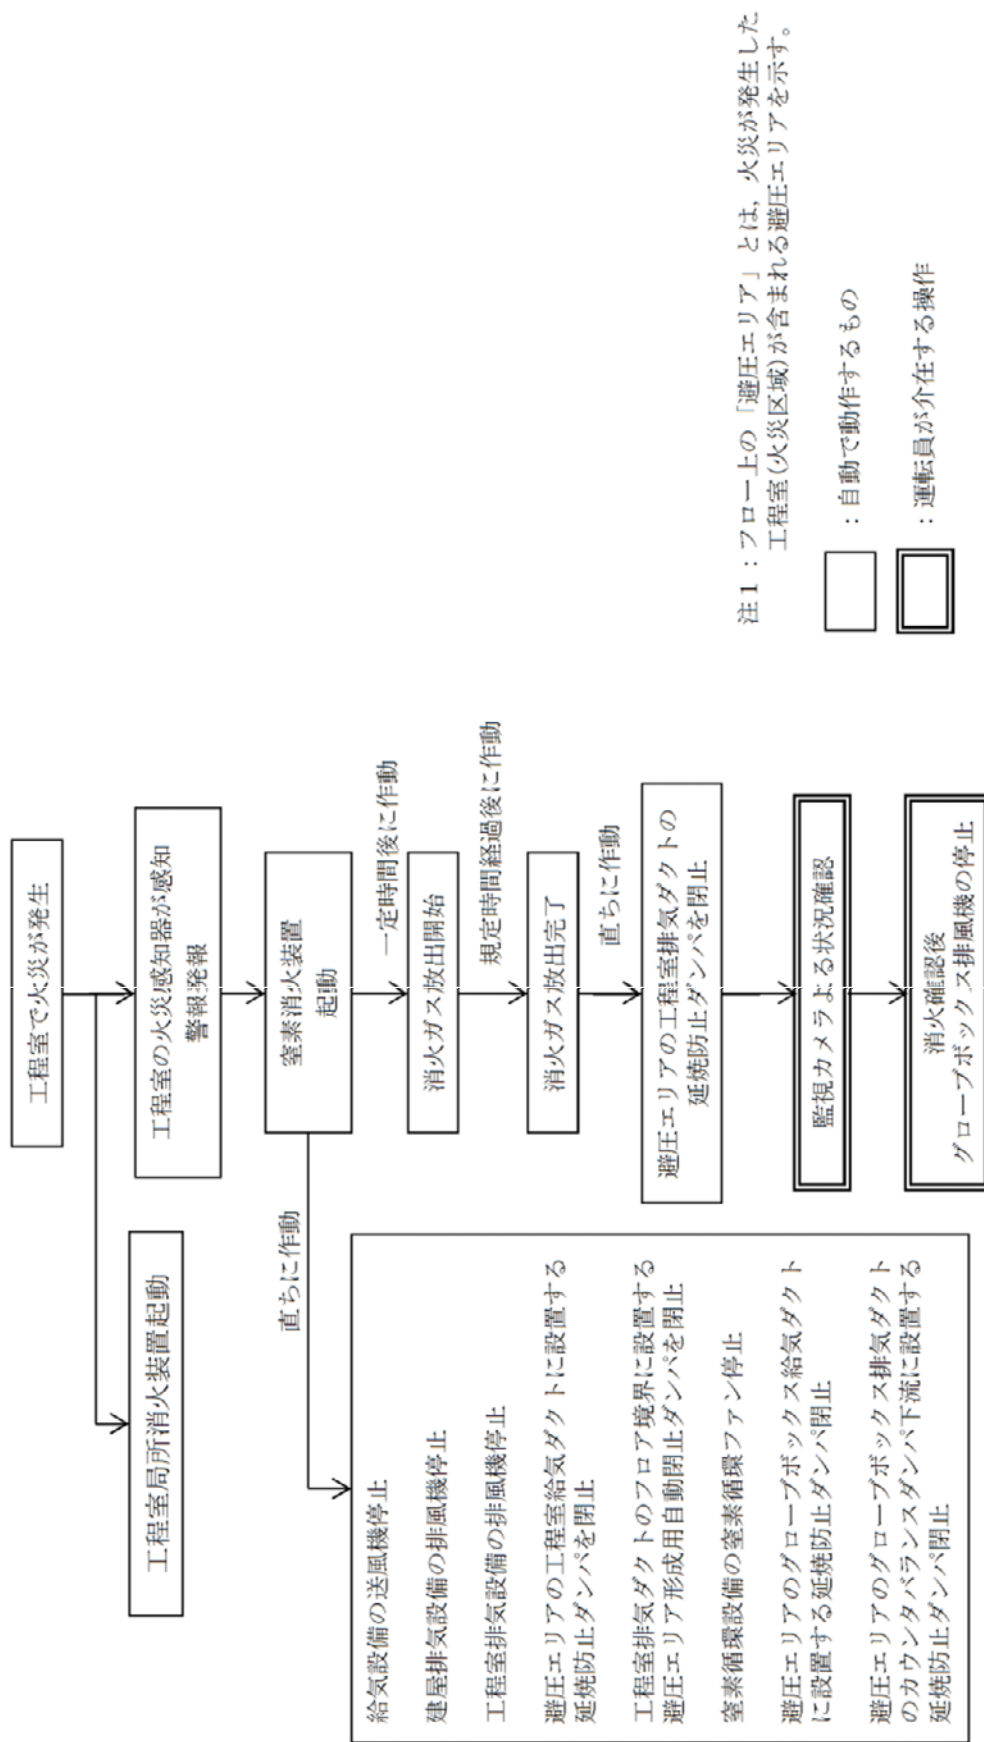 工程室で火災が発生
工程室局所消火装置起動
工程室の火災感知器が感知
警報発報
窒素消火装置
起動
直ちに作動
給気設備の送風機停止
建屋排気設備の排風機停止
工程室排気設備の排風機停止
避圧エリアの工程室給気ダクトに設置する
延焼防止ダンパを閉止
工程室排気ダクトのフロア境界に設置する
避圧エリア形成用自動閉止ダンパを閉止
窒素循環設備の窒素循環ファン停止
避圧エリアのグローブボックス給気ダクト
に設置する延焼防止ダンパ閉止
避圧エリアのグローブボックス排気ダクト
のカウンタバランスダンパ下流に設置する
延焼防止ダンパ閉止
一定時間後に作動
消火ガス放出開始
規定時間経過後に作動
消火ガス放出完了
直ちに作動
避圧エリアの工程室排気ダクトの
延焼防止ダンパを閉止
監視カメラよる状況確認
消火確認後
グローブボックス排風機の停止
注1：フロー上の「避圧エリア」とは，火災が発生した
工程室(火災区域)が含まれる避圧エリアを示す。
：自動で動作するもの
：運転員が介在する操作